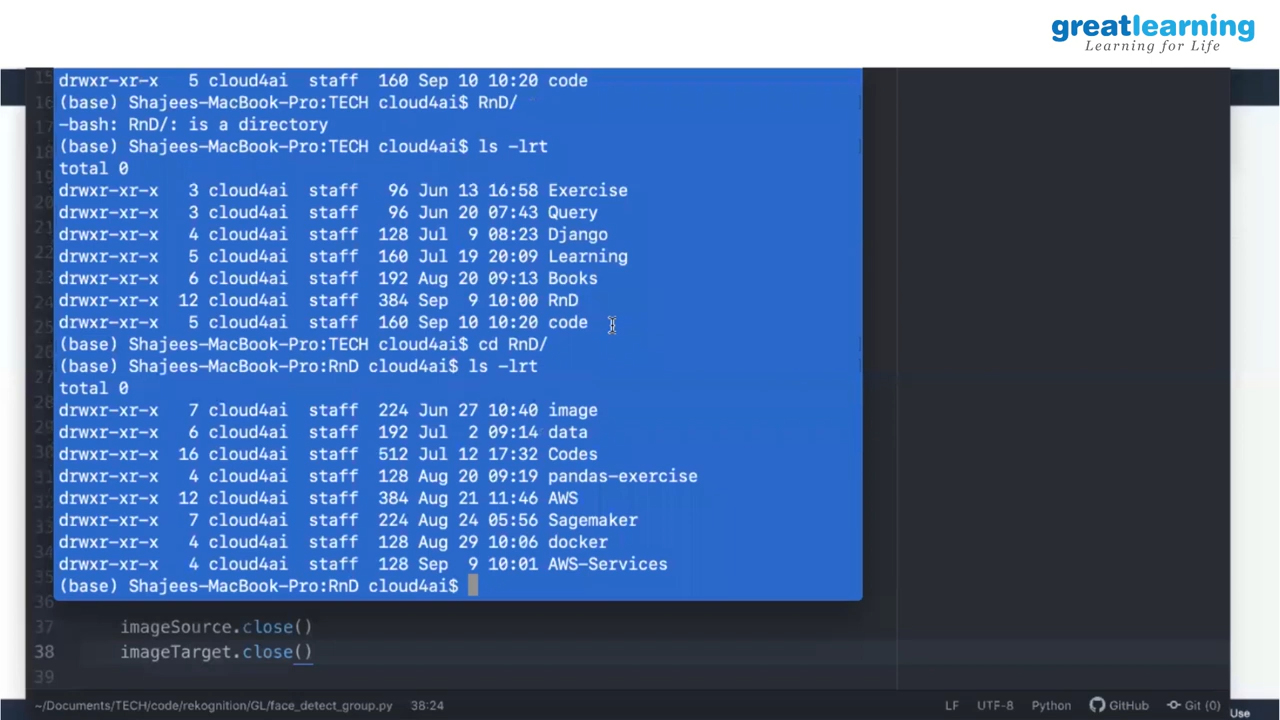 greatlearning
Learning for Life
15
drwxr-xr-x 5 cloud4ai staff 160 Sep 10 10:20 code
(base) Shajees-MacBook-Pro:TECH cloud4ai$ RnD/
-bash: RnD/: is a directory
(base) Shajees-MacBook-Pro:TECH cloud4ai$ ls -lrt
total 0
drwxr-xr-x 3 cloud4ai staff 96 Jun 13 16:58 Exercise
drwxr-xr-x 3 cloud4ai staff 96 Jun 20 07:43 Query
drwxr-xr-x 4 cloud4ai staff 128 Jul 9 08:23 Django
drwxr-xr-x 5 cloud4ai staff 160 Jul 19 20:09 Learning
drwxr-xr-x 6 cloud4ai staff 192 Aug 20 09:13 Books
drwxr-xr-x 12 cloud4ai staff 384 Sep 9 10:00 RnD
drwxr-xr-x 5 cloud4ai staff 160 Sep 10 10:20 code
(base) Shajees-MacBook-Pro:TECH cloud4ai$ cd RnD/
(base) Shajees-MacBook-Pro:RnD cloud4ai$ ls -lrt
total 0
drwxr-xr-x 7 cloud4ai staff 224 Jun 27 10:40 image
drwxr-xr-x 6 cloud4ai staff 192 Jul 2 09:14 data
drwxr-xr-x 16 cloud4ai staff 512 Jul 12 17:32 Codes
drwxr-xr-x 4 cloud4ai staff 128 Aug 20 09:19 pandas-exercise
drwxr-xr-x 12 cloud4ai staff 384 Aug 21 11:46 AWS
drwxr-xr-x 7 cloud4ai staff 224 Aug 24 05:56 Sagemaker
drwxr-xr-x 4 cloud4ai staff 128 Aug 29 10:06 docker
drwxr-xr-x 4 cloud4ai staff 128 Sep 9 10:01 AWS-Services
(base) Shajees-MacBook-Pro:RnD cloud4ai$
36
37 imageSource.close()
38 imageTarget.close()
39
~/Documents/TECH/code/rekognition/GL/face_detect_group.py 38:24 LF UTF-8 Python GitHub Git (0)
Use